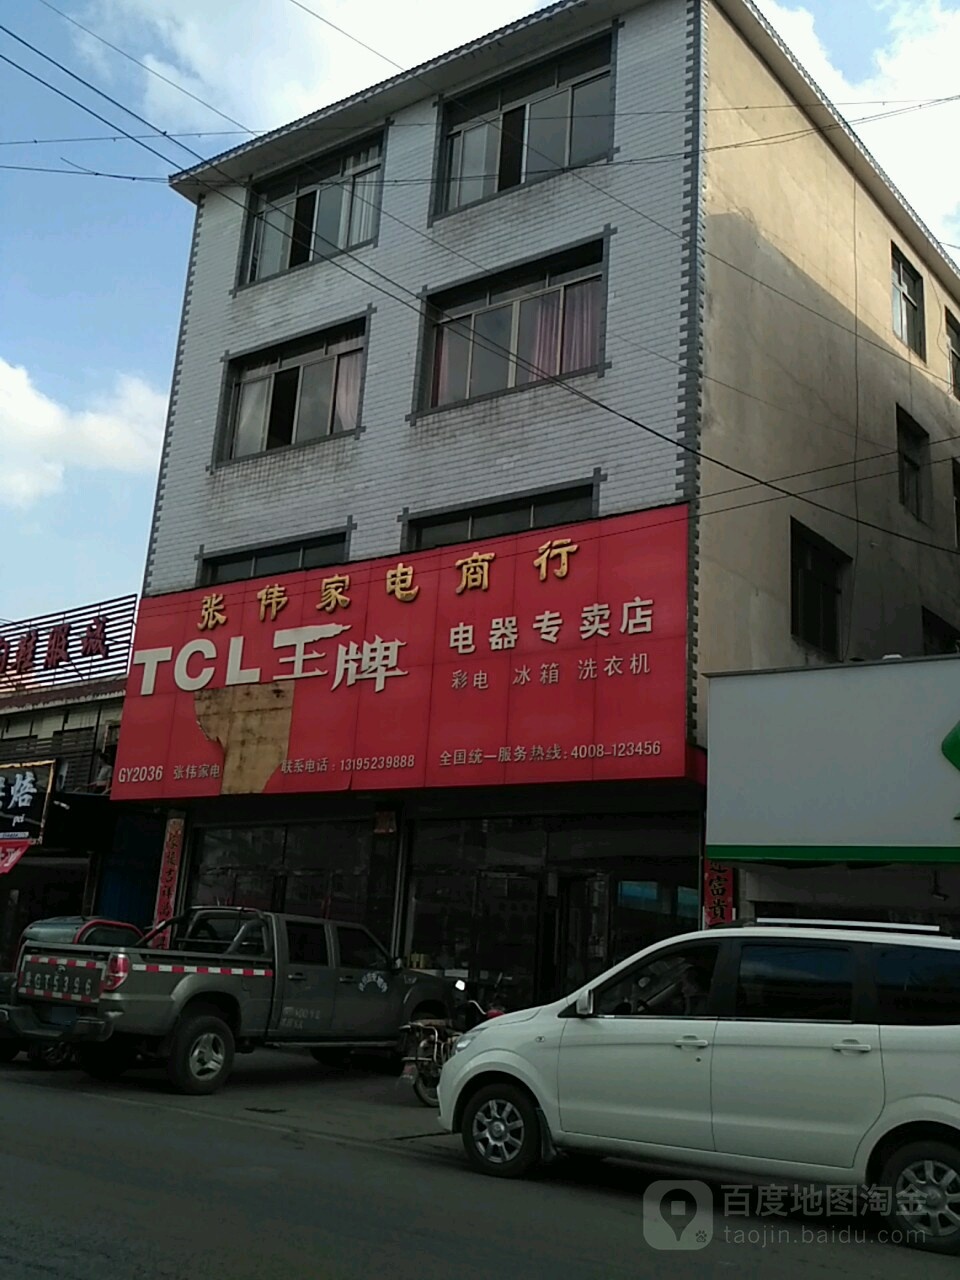 张伟家电商行
TCL王牌
电器专卖店
彩电 冰箱 洗衣机
GY2036 张伟家电
联系电话：13195239888
全国统一服务热线：4008-123456
GT5396
百度地图淘金
taojin.baidu.com